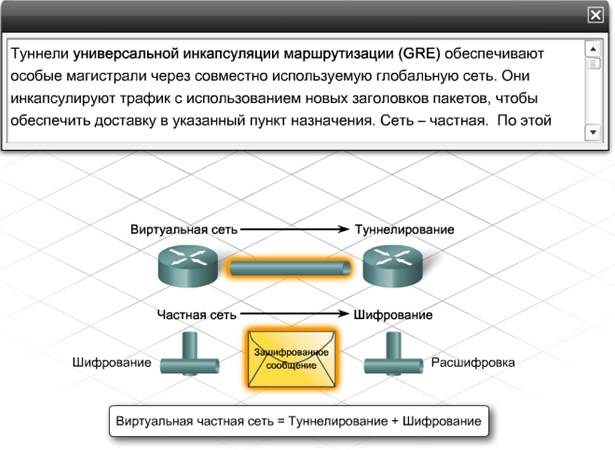 Туннели универсальной инкапсуляции маршрутизации (GRE) обеспечивают
особые магистрали через совместно используемую глобальную сеть. Они
инкапсулируют трафик с использованием новых заголовков пакетов, чтобы
обеспечить доставку в указанный пункт назначения. Сеть – частная. По этой
Виртуальная сеть Туннелирование
Частная сеть Шифрование
Шифрование
Зашифрованное
сообщение
Расшифровка
Виртуальная частная сеть = Туннелирование + Шифрование